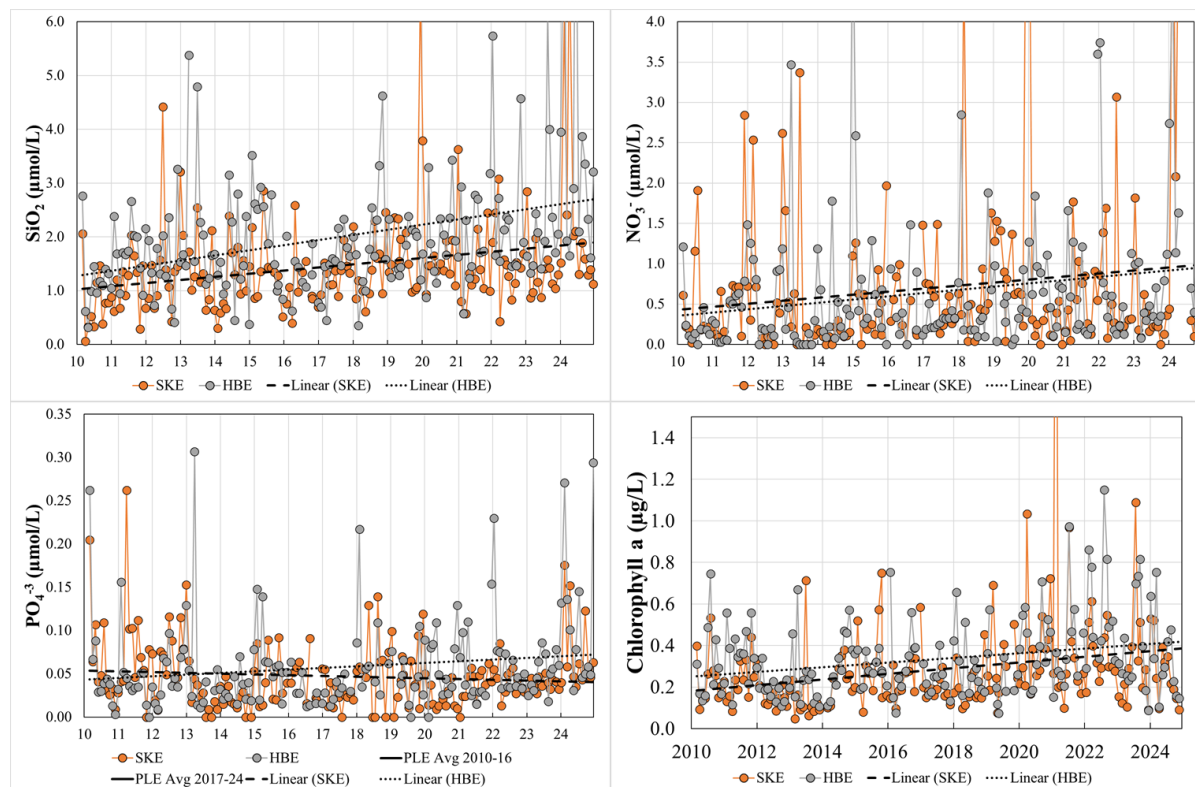 SiO2 (µmol/L)
6.0
5.0
4.0
3.0
2.0
1.0
0.0
10 11 12 13 14 15 16 17 18 19 20 21 22 23 24
SKE HBE Linear (SKE) Linear (HBE)
NO3- (µmol/L)
4.0
3.5
3.0
2.5
2.0
1.5
1.0
0.5
0.0
10 11 12 13 14 15 16 17 18 19 20 21 22 23 24
SKE HBE Linear (SKE) Linear (HBE)
PO4-3 (µmol/L)
0.35
0.30
0.25
0.20
0.15
0.10
0.05
0.00
10 11 12 13 14 15 16 17 18 19 20 21 22 23 24
SKE HBE PLE Avg 2010-16
PLE Avg 2017-24 Linear (SKE) Linear (HBE)
Chlorophyll a (µg/L)
1.4
1.2
1.0
0.8
0.6
0.4
0.2
0.0
2010 2012 2014 2016 2018 2020 2022 2024
SKE HBE Linear (SKE) Linear (HBE)